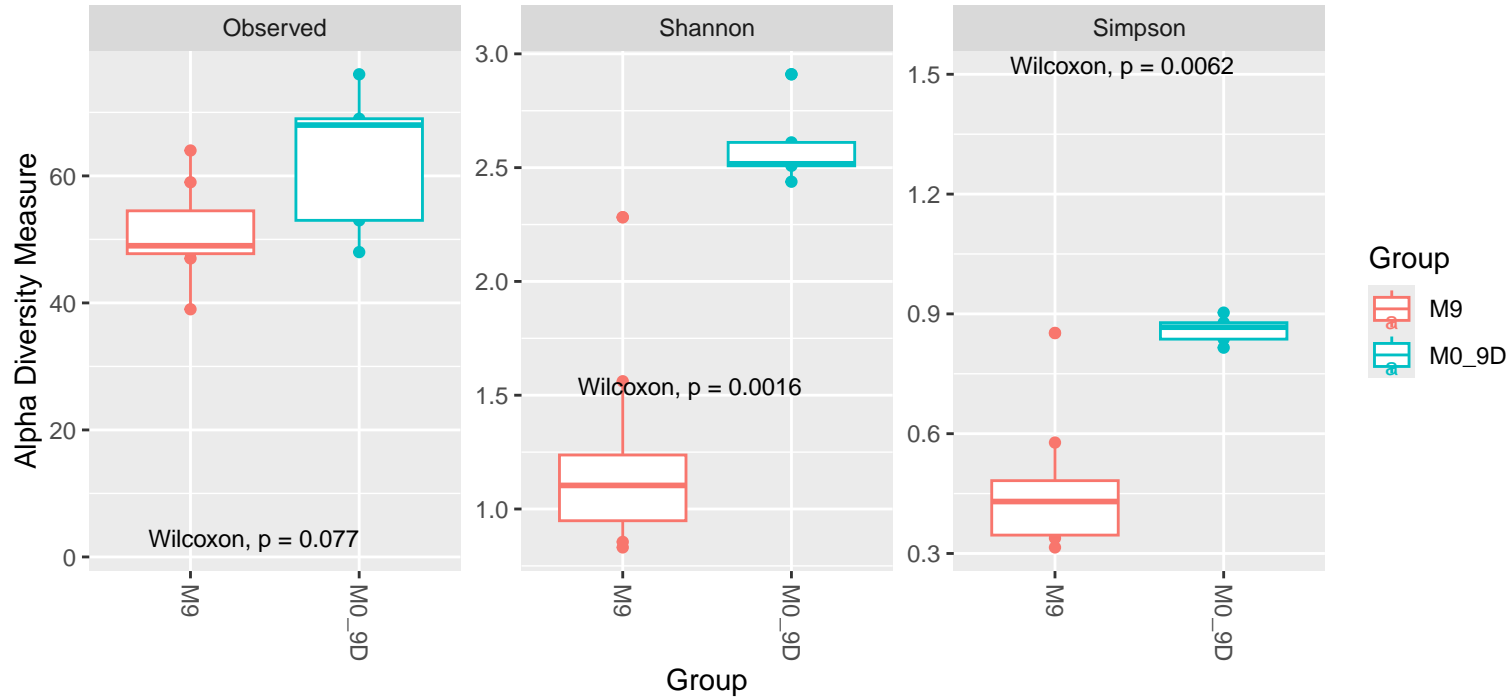 Observed
Shannon
Simpson
Alpha Diversity Measure
60
40
20
0
Wilcoxon, p = 0.077
3.0
2.5
2.0
1.5
1.0
Wilcoxon, p = 0.0016
1.5
1.2
0.9
0.6
0.3
Wilcoxon, p = 0.0062
M9
M0_9D
M9
M0_9D
M9
M0_9D
Group
Group
a
M9
a
M0_9D